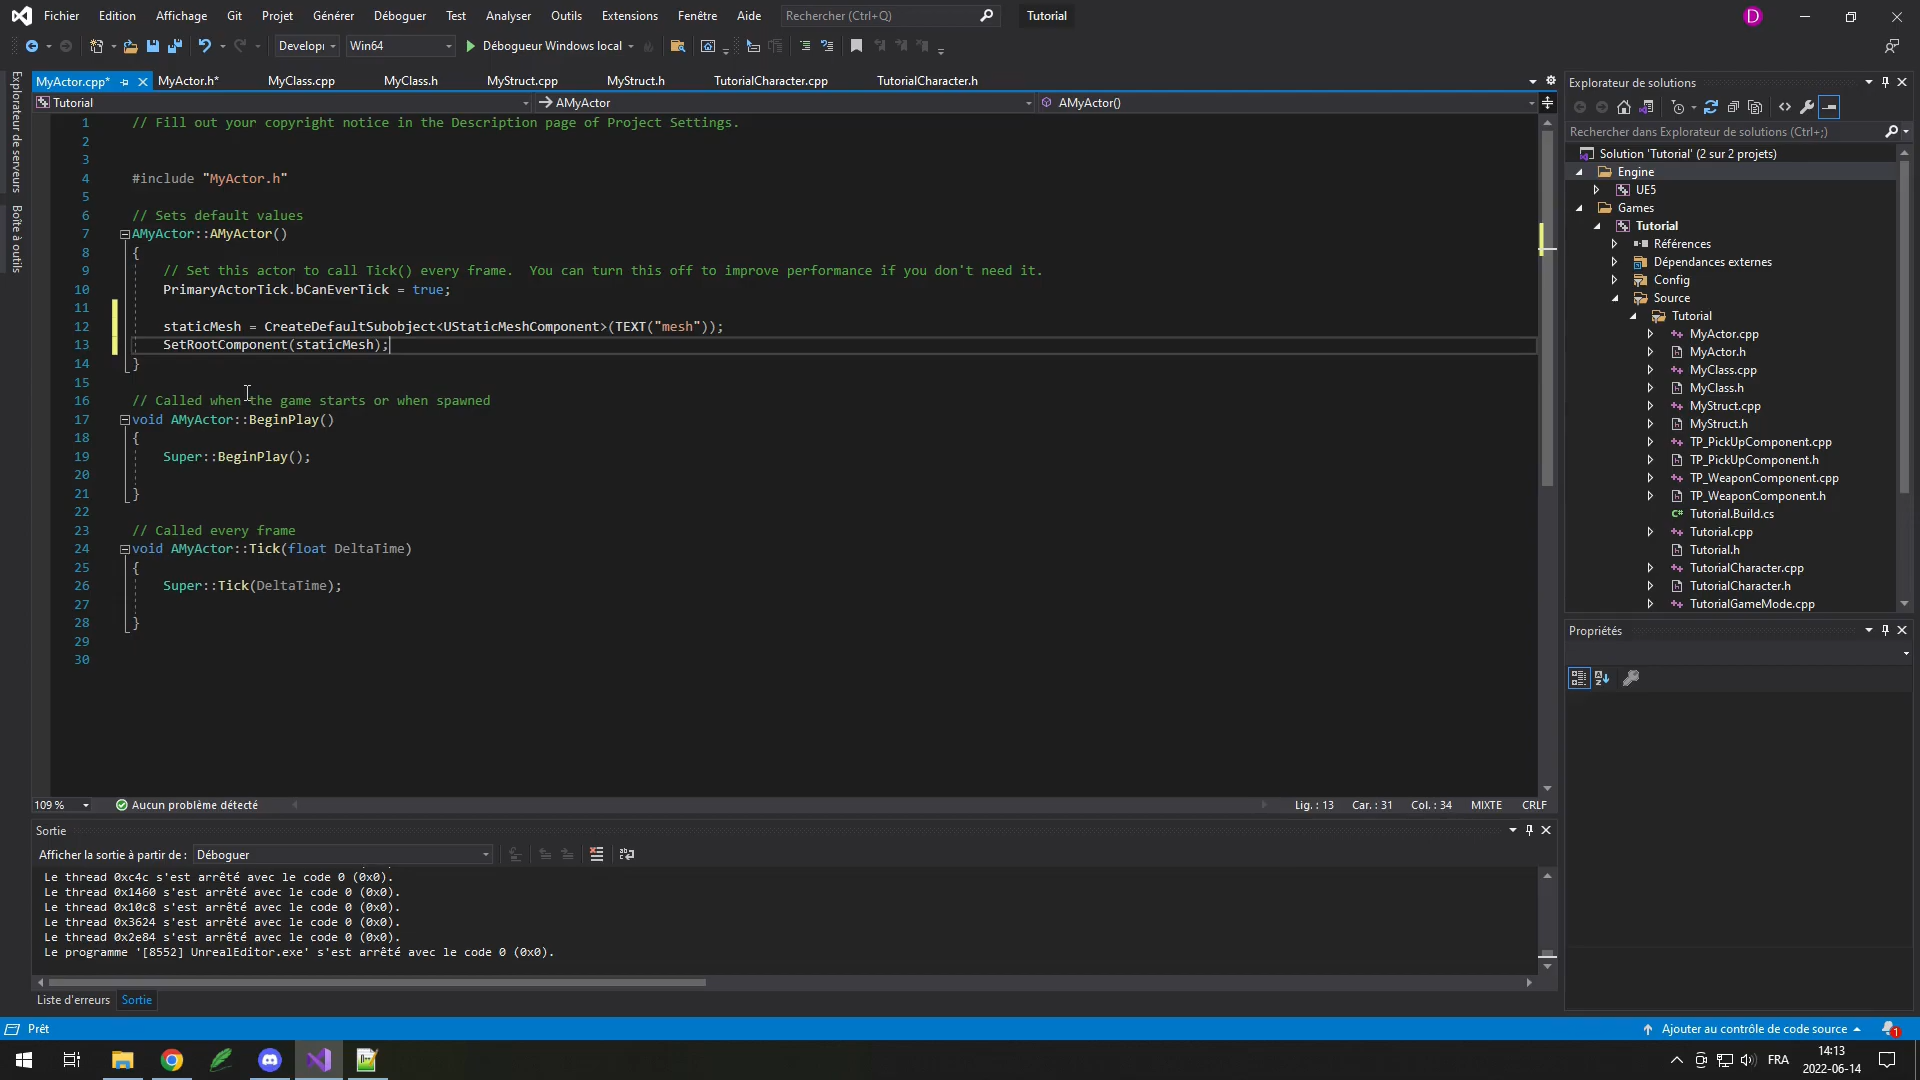 Fichier Edition Affichage Git Projet Générer Déboguer Test Analyser Outils Extensions Fenêtre Aide Rechercher (Ctrl+Q) Tutorial D
Develop Win64 Débogueur Windows local
Explorateur de serveurs
Boîte à outils
MyActor.cpp* MyActor.h* MyClass.cpp MyClass.h MyStruct.cpp MyStruct.h TutorialCharacter.cpp TutorialCharacter.h
Tutorial AMyActor AMyActor()
1 // Fill out your copyright notice in the Description page of Project Settings.
2
3
4 #include "MyActor.h"
5
6 // Sets default values
7 AMyActor::AMyActor()
8 {
9 // Set this actor to call Tick() every frame.  You can turn this off to improve performance if you don't need it.
10 PrimaryActorTick.bCanEverTick = true;
11
12 staticMesh = CreateDefaultSubobject<UStaticMeshComponent>(TEXT("mesh"));
13 SetRootComponent(staticMesh);
14 }
15
16 // Called when the game starts or when spawned
17 void AMyActor::BeginPlay()
18 {
19 Super::BeginPlay();
20
21 }
22
23 // Called every frame
24 void AMyActor::Tick(float DeltaTime)
25 {
26 Super::Tick(DeltaTime);
27
28 }
29
30
109 % Aucun problème détecté Lig. : 13 Car. : 31 Col. : 34 MIXTE CRLF
Sortie
Afficher la sortie à partir de : Déboguer
Le thread 0xc4c s'est arrêté avec le code 0 (0x0).
Le thread 0x1460 s'est arrêté avec le code 0 (0x0).
Le thread 0x10c8 s'est arrêté avec le code 0 (0x0).
Le thread 0x3624 s'est arrêté avec le code 0 (0x0).
Le thread 0x2e84 s'est arrêté avec le code 0 (0x0).
Le programme '[8552] UnrealEditor.exe' s'est arrêté avec le code 0 (0x0).
Liste d'erreurs Sortie
Explorateur de solutions
Rechercher dans Explorateur de solutions (Ctrl+;)
Solution 'Tutorial' (2 sur 2 projets)
Engine
UE5
Games
Tutorial
Références
Dépendances externes
Config
Source
Tutorial
MyActor.cpp
MyActor.h
MyClass.cpp
MyClass.h
MyStruct.cpp
MyStruct.h
TP_PickUpComponent.cpp
TP_PickUpComponent.h
TP_WeaponComponent.cpp
TP_WeaponComponent.h
Tutorial.Build.cs
Tutorial.cpp
Tutorial.h
TutorialCharacter.cpp
TutorialCharacter.h
TutorialGameMode.cpp
Propriétés
Prêt Ajouter au contrôle de code source 1
FRA 14:13
2022-06-14